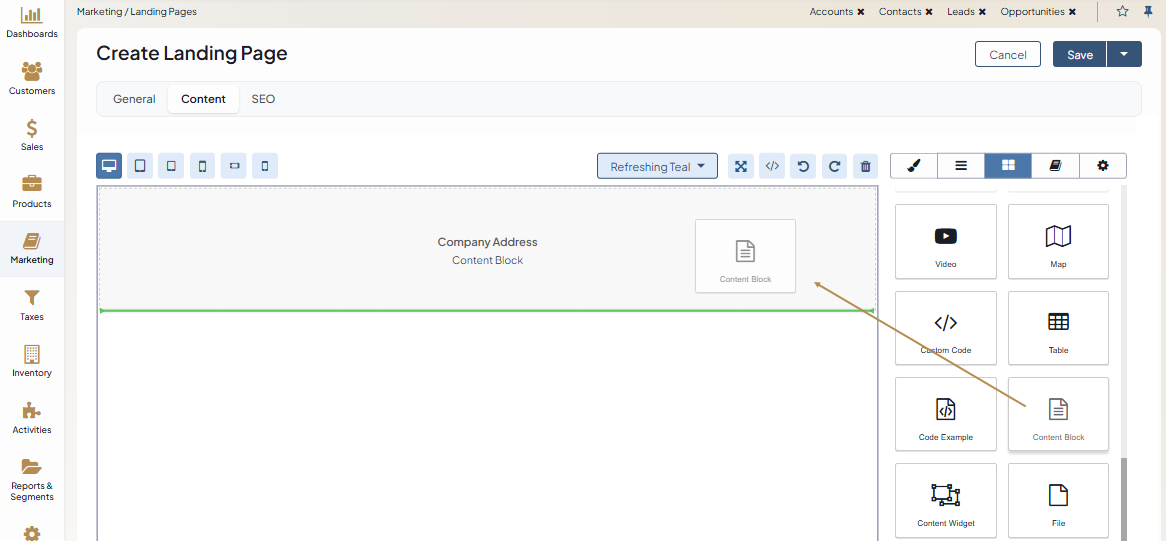 Marketing / Landing Pages
Accounts
Contacts
Leads
Opportunities
Dashboards
Customers
Sales
Products
Marketing
Taxes
Inventory
Activities
Reports &
Segments
Create Landing Page
Cancel
Save
General
Content
SEO
Refreshing Teal
</>
Company Address
Content Block
Content Block
Video
Map
</>
Custom Code
Table
</>
Code Example
Content Block
Content Widget
File